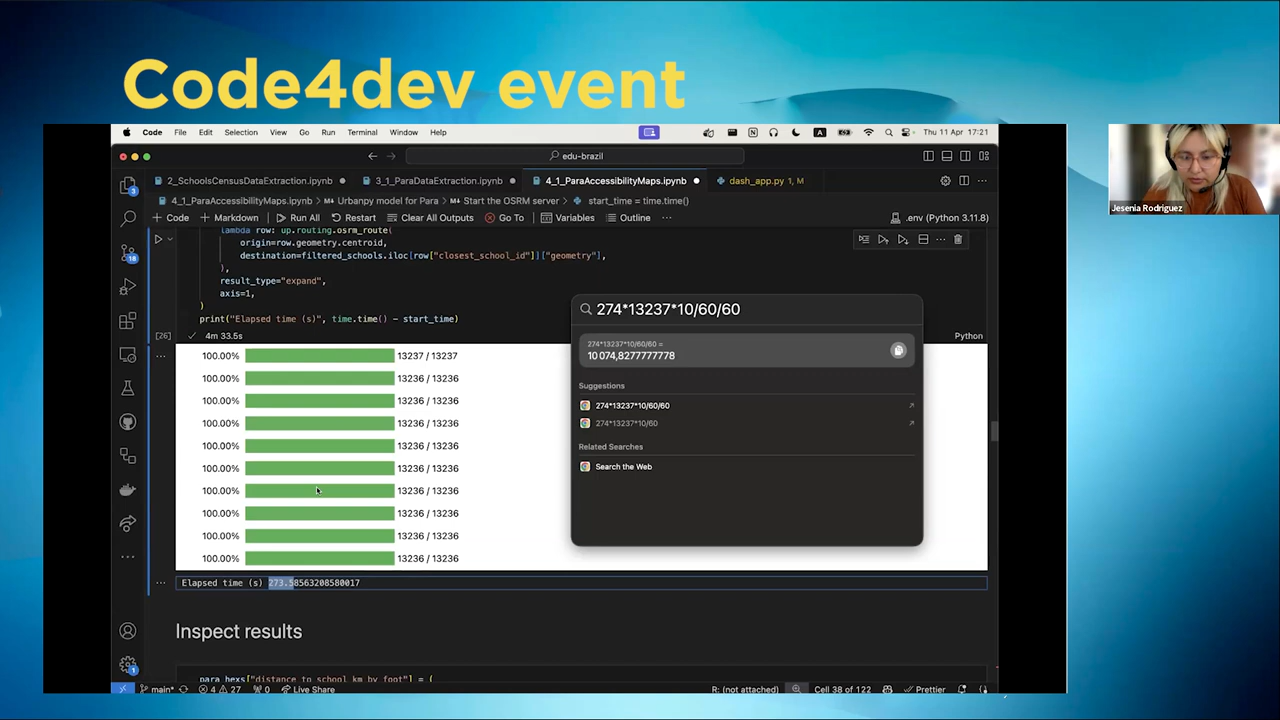 Code4dev event
Code File Edit Selection View Go Run Terminal Window Help
Thu 11 Apr 17:21
edu-brazil
2_SchoolsCensusDataExtraction.ipynb
3_1_ParaDataExtraction.ipynb
4_1_ParaAccessibilityMaps.ipynb
dash_app.py 1, M
4_1_ParaAccessibilityMaps.ipynb > Urbanpy model for Para > Start the OSRM server > start_time = time.time()
+ Code + Markdown Run All Restart Clear All Outputs Go To Variables Outline ...
.env (Python 3.11.8)
lambda row: up.routing.osrm_route(
origin=row.geometry.centroid,
destination=filtered_schools.iloc[row["closest_school_id"]]["geometry"],
),
result_type="expand",
axis=1,
)
print("Elapsed time (s)", time.time() - start_time)
[26] 4m 33.5s
Python
100.00% 13237 / 13237
100.00% 13236 / 13236
100.00% 13236 / 13236
100.00% 13236 / 13236
100.00% 13236 / 13236
100.00% 13236 / 13236
100.00% 13236 / 13236
100.00% 13236 / 13236
100.00% 13236 / 13236
100.00% 13236 / 13236
Elapsed time (s) 273.58563208580017
Inspect results
para_hexs["distance_to_school_km_by_foot"] = (
274*13237*10/60/60
274*13237*10/60/60 =
10 074,8277777778
Suggestions
274*13237*10/60/60
274*13237*10/60
Related Searches
Search the Web
main* 4 27 0 Live Share
R: (not attached) Cell 38 of 122 Prettier
Jesenia Rodriguez